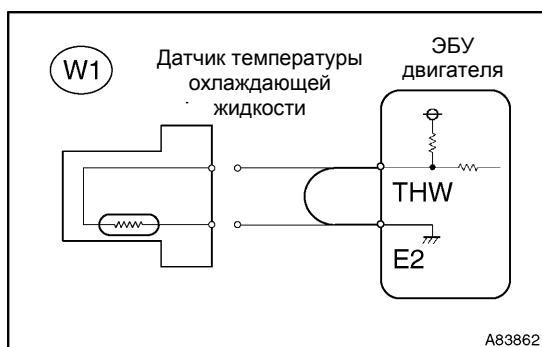 W1
Датчик температуры
охлаждающей
жидкости
ЭБУ
двигателя
THW
E2
A83862